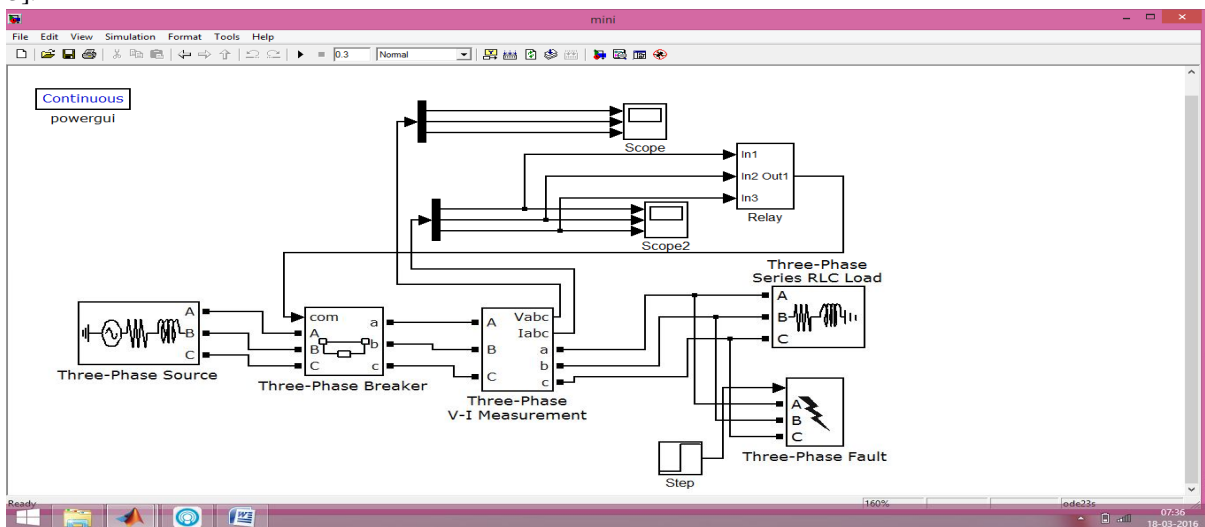 mini
File Edit View Simulation Format Tools Help
0.3 Normal
Continuous
powergui
Scope
In1
In2 Out1
In3
Relay
Scope2
Three-Phase
Series RLC Load
A
B
C
Three-Phase Source
A
B
C
com
A
B
C
a
b
c
Three-Phase Breaker
A
B
C
Vabc
Iabc
a
b
c
Three-Phase
V-I Measurement
A
B
C
Three-Phase Fault
Step
Ready 160% ode23s
07:36
18-03-2016